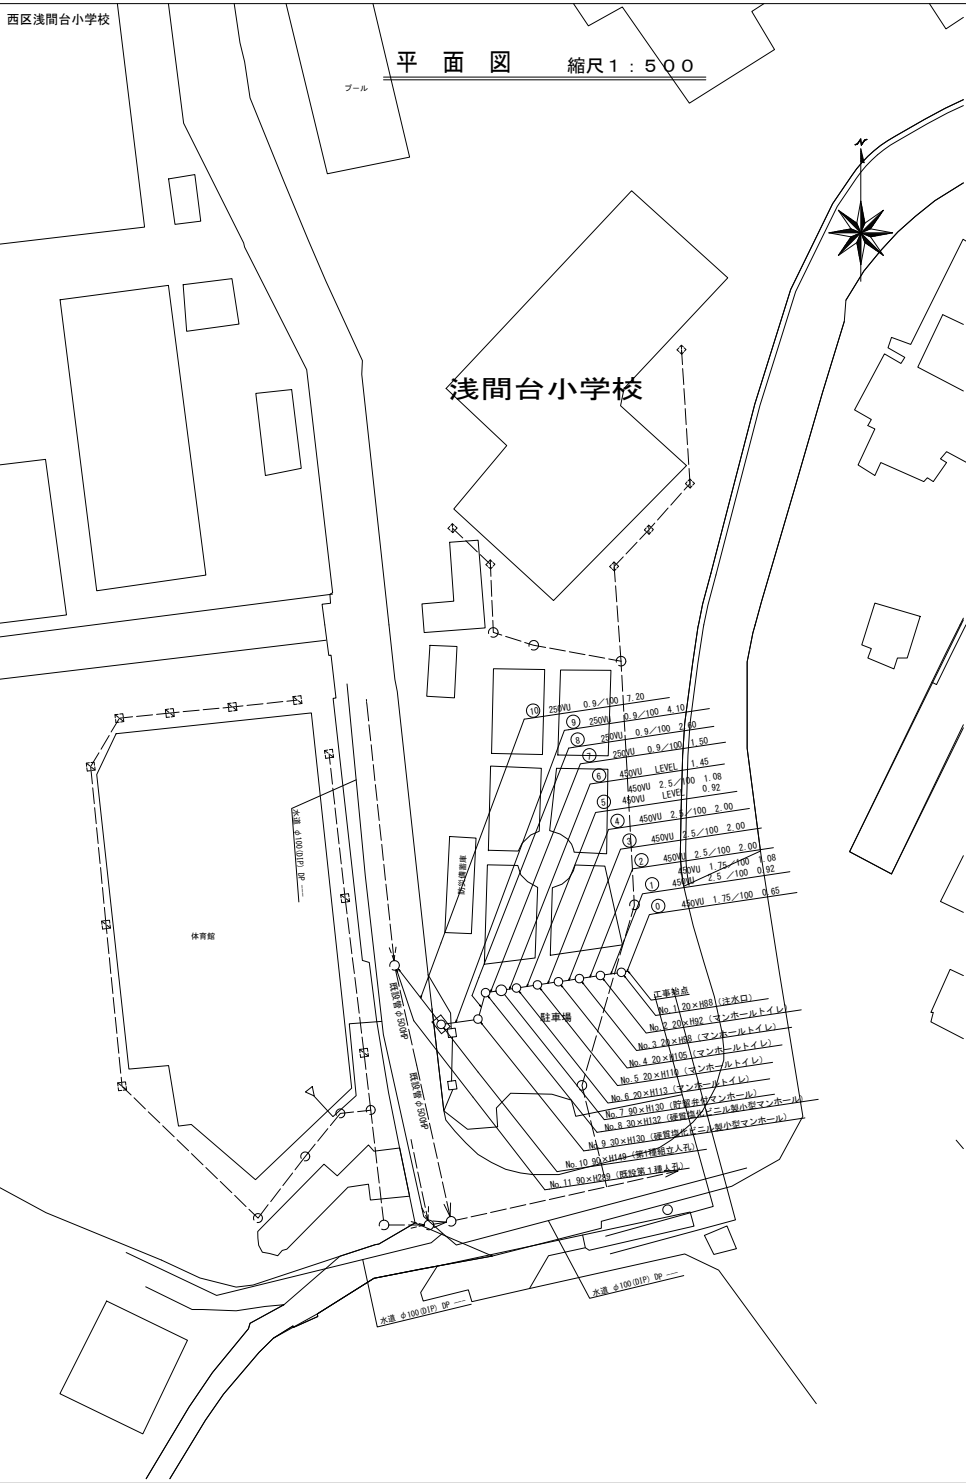 西区浅間台小学校
平面図 縮尺1:500
プール
N
浅間台小学校
⑩ 250VU 0.9/100 17.20
⑨ 250VU 0.9/100 4.10
⑧ 250VU 0.9/100 2.60
⑦ 250VU 0.9/100 1.50
⑥ 450VU LEVEL 1.45
450VU 2.5/100 1.08
⑤ 450VU LEVEL 0.92
④ 450VU 2.5/100 2.00
③ 450VU 2.5/100 2.00
② 450VU 2.5/100 2.00
450VU 1.75/100 1.08
① 450VU 2.5/100 0.92
⓪ 450VU 1.75/100 0.65
水道 φ100(DIP) DP
防災備蓄庫
体育館
既設管φ500HP
既設管φ500HP
駐車場
工事始点
No.1 20×H88 (注水口)
No.2 20×H92 (マンホールトイレ)
No.3 20×H98 (マンホールトイレ)
No.4 20×H105 (マンホールトイレ)
No.5 20×H110 (マンホールトイレ)
No.6 20×H113 (マンホールトイレ)
No.7 90×H130 (貯留弁付マンホール)
No.8 30×H132 (硬質塩化ビニル製小型マンホール)
No.9 30×H130 (硬質塩化ビニル製小型マンホール)
No.10 90×H149 (第1種組立人孔)
No.11 90×H289 (既設第1種人孔)
水道 φ100(DIP) DP
水道 φ100(DIP) DP